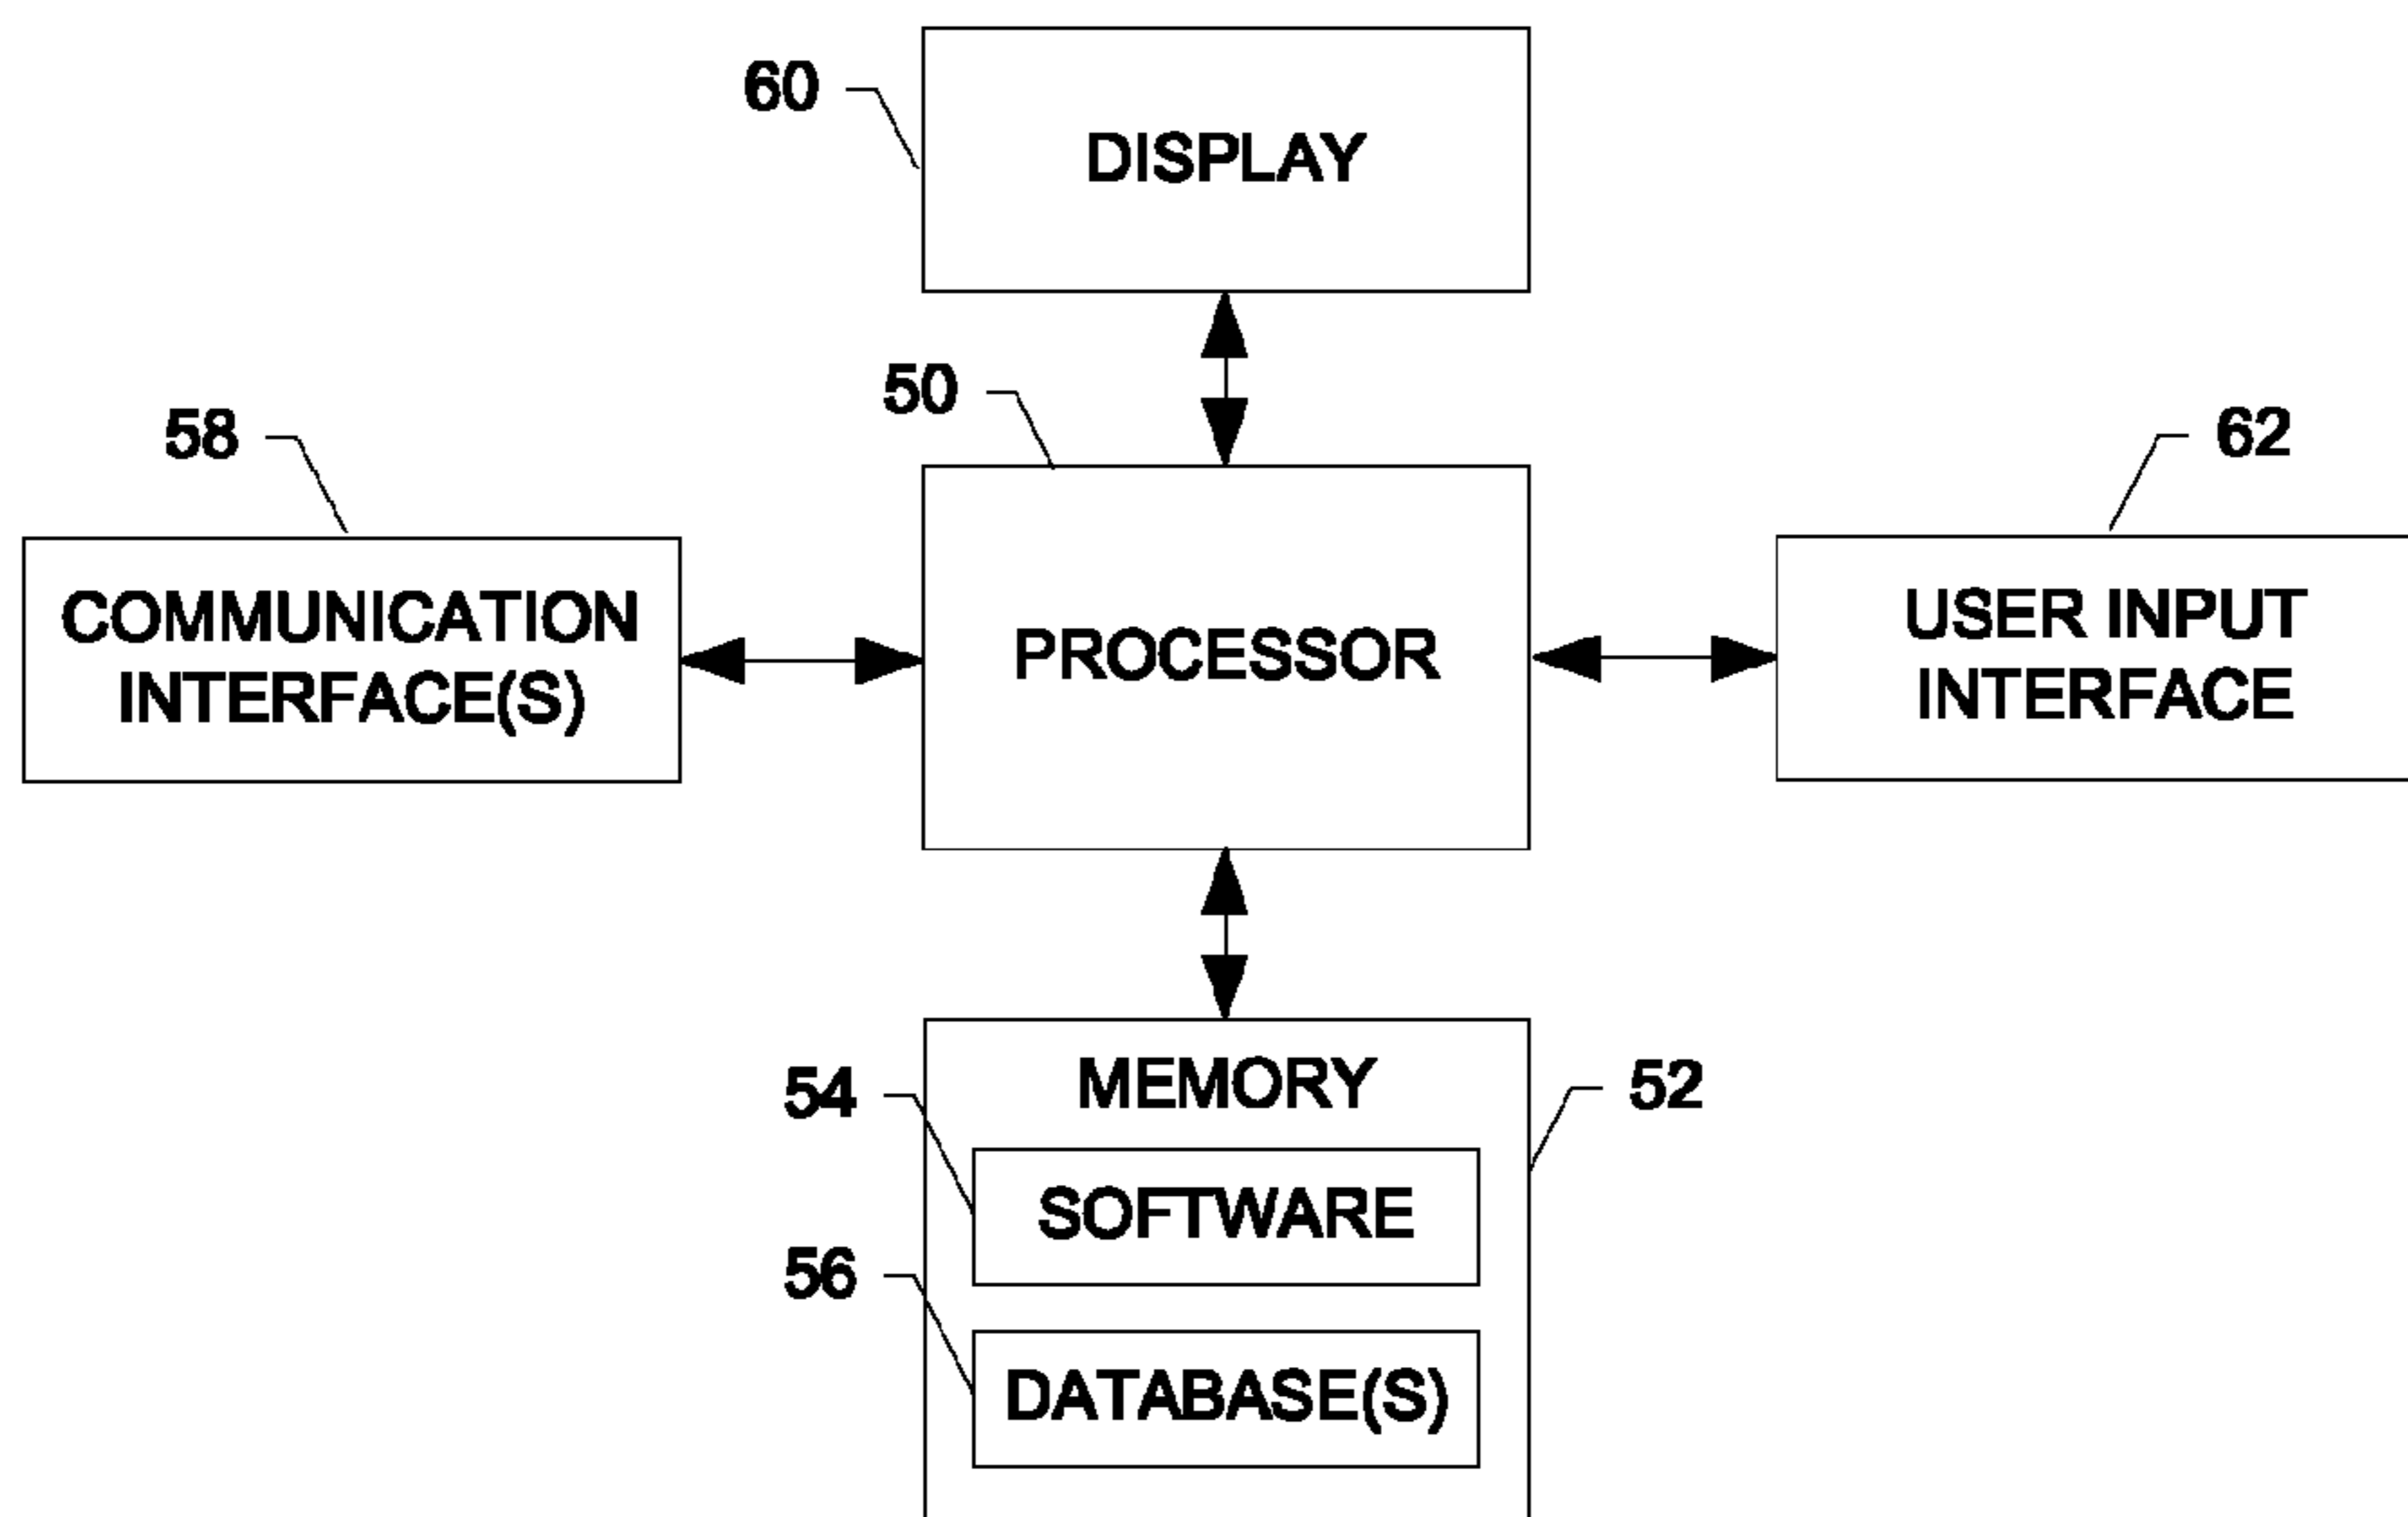 60
DISPLAY
50
58
62
COMMUNICATION
INTERFACE(S)
PROCESSOR
USER INPUT
INTERFACE
MEMORY
54
52
SOFTWARE
56
DATABASE(S)